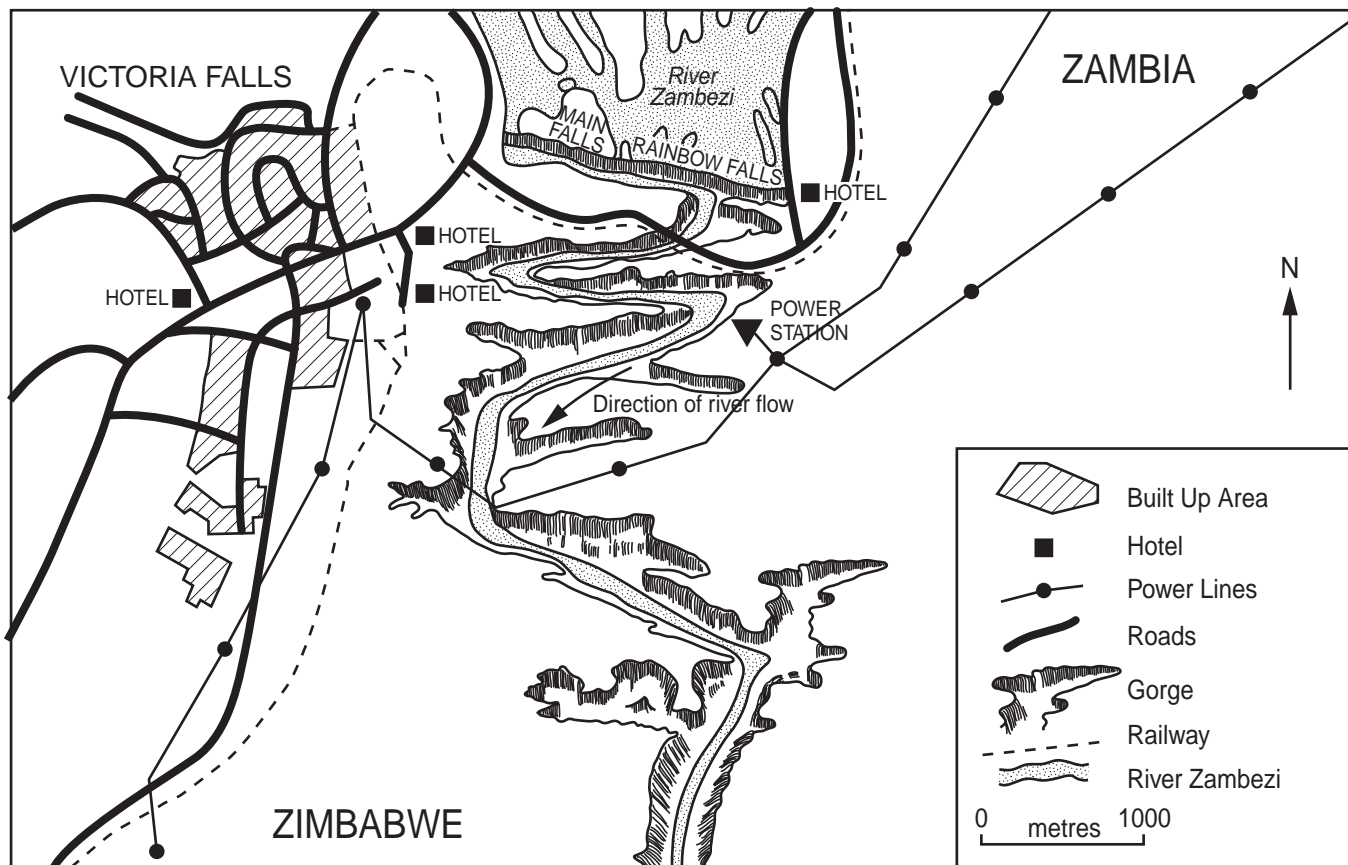 VICTORIA FALLS
River
Zambezi
ZAMBIA
MAIN
FALLS
RAINBOW FALLS
HOTEL
HOTEL
HOTEL
HOTEL
POWER
STATION
N
Direction of river flow
ZIMBABWE
Built Up Area
Hotel
Power Lines
Roads
Gorge
Railway
River Zambezi
0 metres 1000